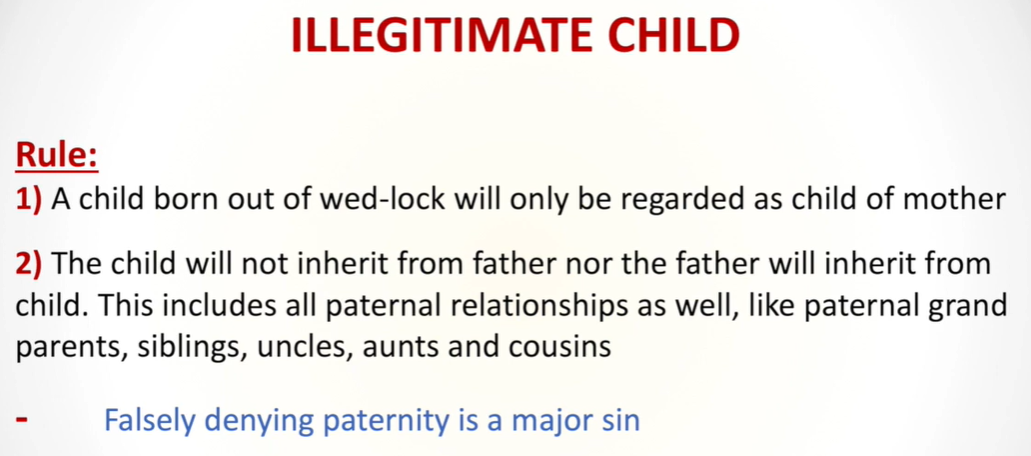 ILLEGITIMATE CHILD
Rule:
1) A child born out of wed-lock will only be regarded as child of mother
2) The child will not inherit from father nor the father will inherit from
child. This includes all paternal relationships as well, like paternal grand
parents, siblings, uncles, aunts and cousins
- Falsely denying paternity is a major sin